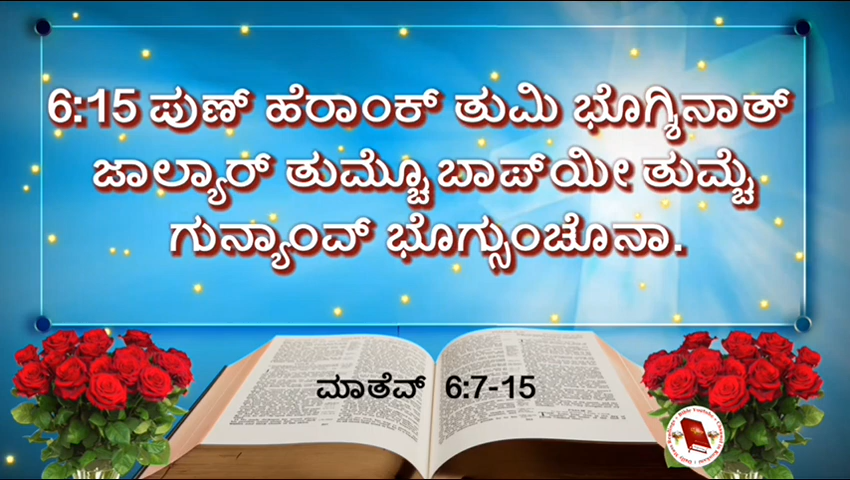 6:15 ಪುಣ್ ಹೆರಾಂಕ್ ತುಮಿ ಭೊಗ್ಶಿನಾತ್
ಜಾಲ್ಯಾರ್ ತುಮ್ಚೊ ಬಾಪ್‌ಯೀ ತುಮ್ಚೆ
ಗುನ್ಯಾಂವ್ ಭೊಗ್ಸುಂಚೊನಾ.
ಮಾತೆವ್ 6:7-15